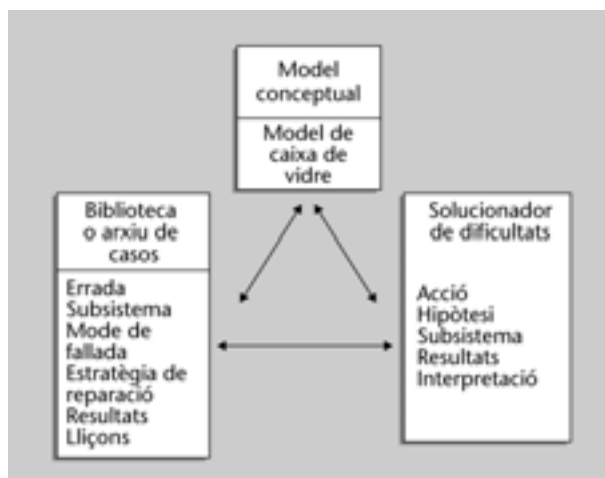 Model
conceptual
Model de
caixa de
vidre
Biblioteca
o arxiu de
casos
Errada
Subsistema
Mode de
fallada
Estratègia de
reparació
Resultats
Lliçons
Solucionador
de dificultats
Acció
Hipòtesi
Subsistema
Resultats
Interpretació